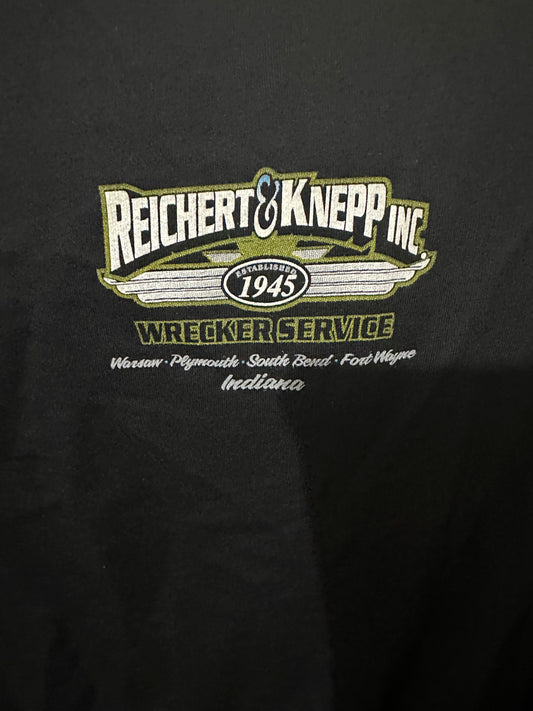 REICHERT & KNEPP INC.
ESTABLISHED
1945
WRECKER SERVICE
Warsaw · Plymouth · South Bend · Fort Wayne
Indiana